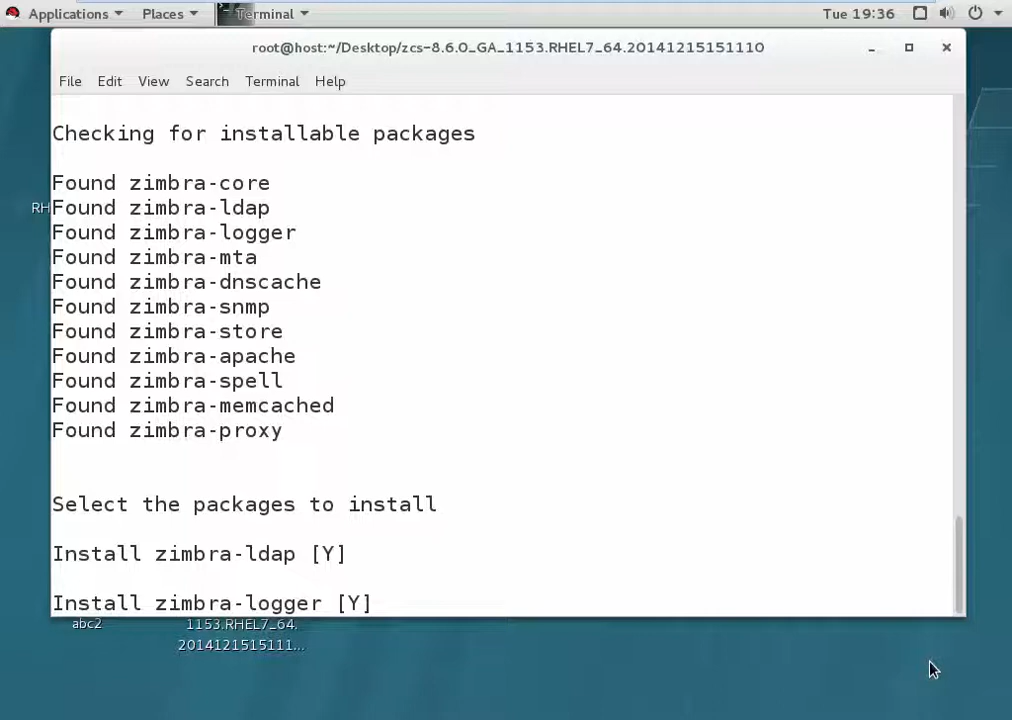 Applications Places Terminal Tue 19:36
root@host:~/Desktop/zcs-8.6.0_GA_1153.RHEL7_64.20141215151110
File Edit View Search Terminal Help
Checking for installable packages
Found zimbra-core
Found zimbra-ldap
RH
Found zimbra-logger
Found zimbra-mta
Found zimbra-dnscache
Found zimbra-snmp
Found zimbra-store
Found zimbra-apache
Found zimbra-spell
Found zimbra-memcached
Found zimbra-proxy
Select the packages to install
Install zimbra-ldap [Y]
Install zimbra-logger [Y]
abc2 1153.RHEL7_64.
2014121515111...